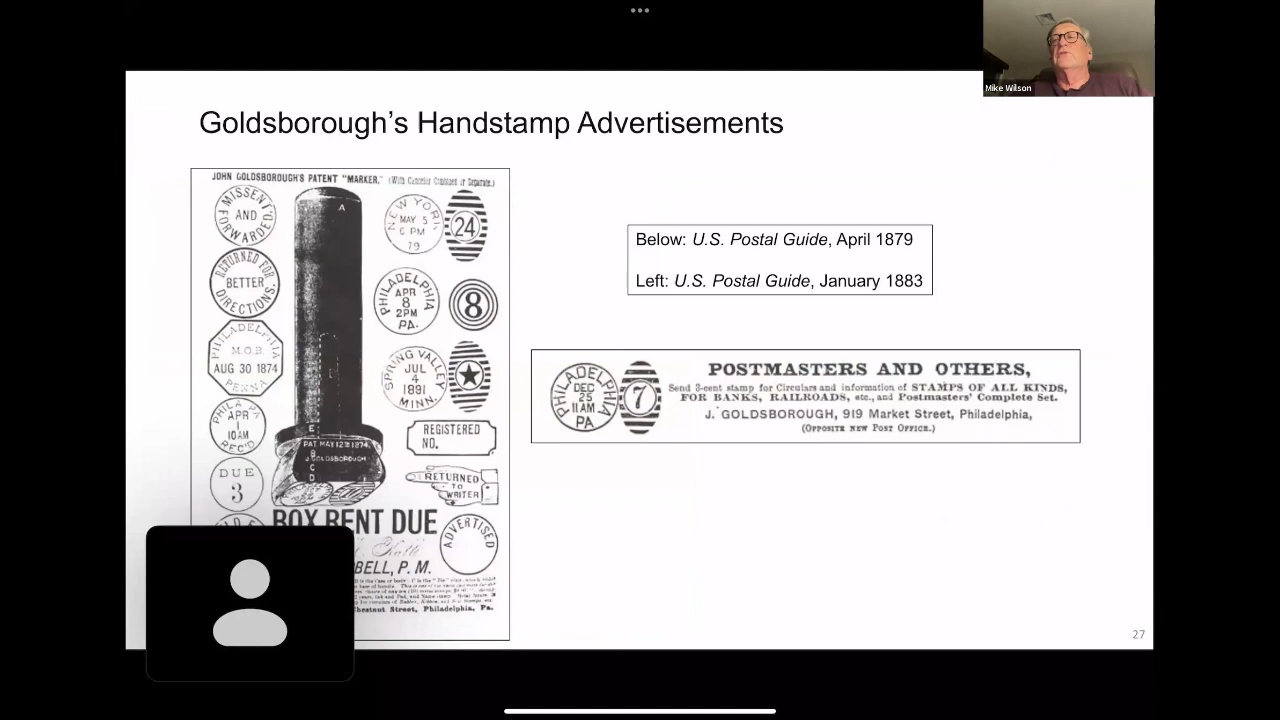 Mike Wilson
Goldsborough's Handstamp Advertisements
JOHN GOLDSBOROUGH'S PATENT "MARKER." (With Canceler Combined or Separate.)
MISSENT
AND
FORWARDED.
A
NEW YORK
MAY 5
6 PM
79
24
RETURNED FOR
BETTER
DIRECTIONS.
PHILADELPHIA
APR
8
2PM
PA.
8
PHILADELPHIA
M.O.B.
AUG 30 1874
PENNA
SPRING VALLEY
JUL
4
1891
MINN.
PHILA PA
APR 7
1
10AM
REC'D
E
PAT. MAY 12TH 1874.
B
J. GOLDSBOROUGH
C
D
REGISTERED
NO.
DUE
3
RETURNED
TO
WRITER
BOX RENT DUE
ADVERTISED
BELL, P. M.
Chestnut Street, Philadelphia, Pa.
Below: U.S. Postal Guide, April 1879
Left: U.S. Postal Guide, January 1883
PHILADELPHIA
DEC
25
11 AM
PA
7
POSTMASTERS AND OTHERS,
Send 3-cent stamp for Circulars and information of STAMPS OF ALL KINDS,
FOR BANKS, RAILROADS, etc., and Postmasters' Complete Set.
J. GOLDSBOROUGH, 919 Market Street, Philadelphia,
(OPPOSITE NEW POST OFFICE.)
27